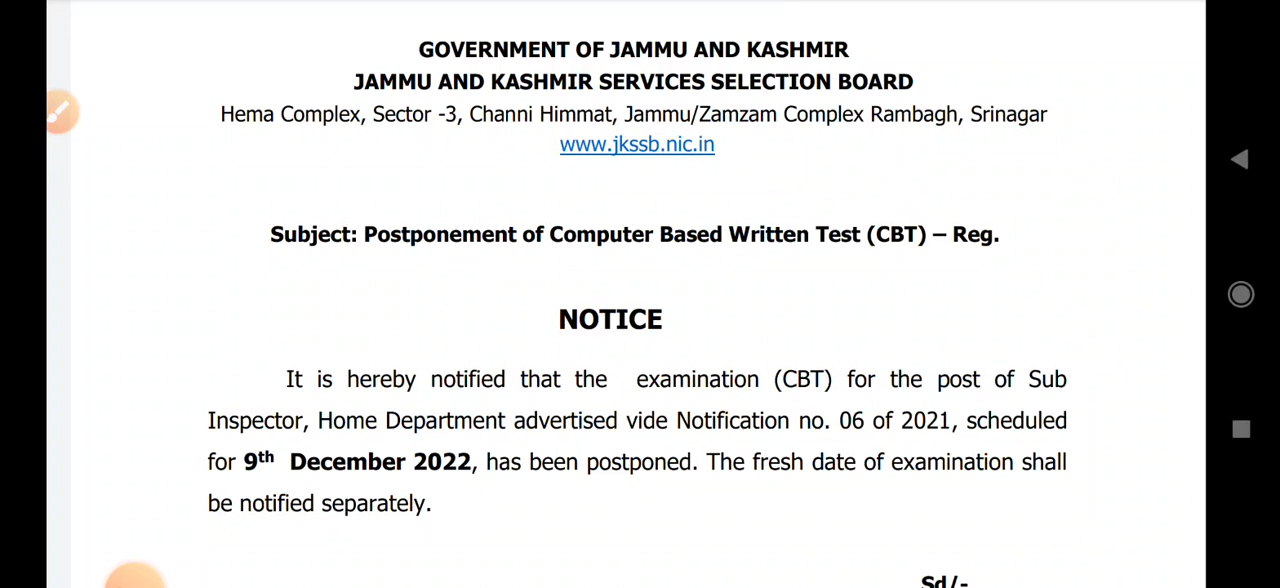 GOVERNMENT OF JAMMU AND KASHMIR
JAMMU AND KASHMIR SERVICES SELECTION BOARD
Hema Complex, Sector -3, Channi Himmat, Jammu/Zamzam Complex Rambagh, Srinagar
www.jkssb.nic.in
Subject: Postponement of Computer Based Written Test (CBT) – Reg.
NOTICE
It is hereby notified that the examination (CBT) for the post of Sub
Inspector, Home Department advertised vide Notification no. 06 of 2021, scheduled
for 9th December 2022, has been postponed. The fresh date of examination shall
be notified separately.
Sd/-